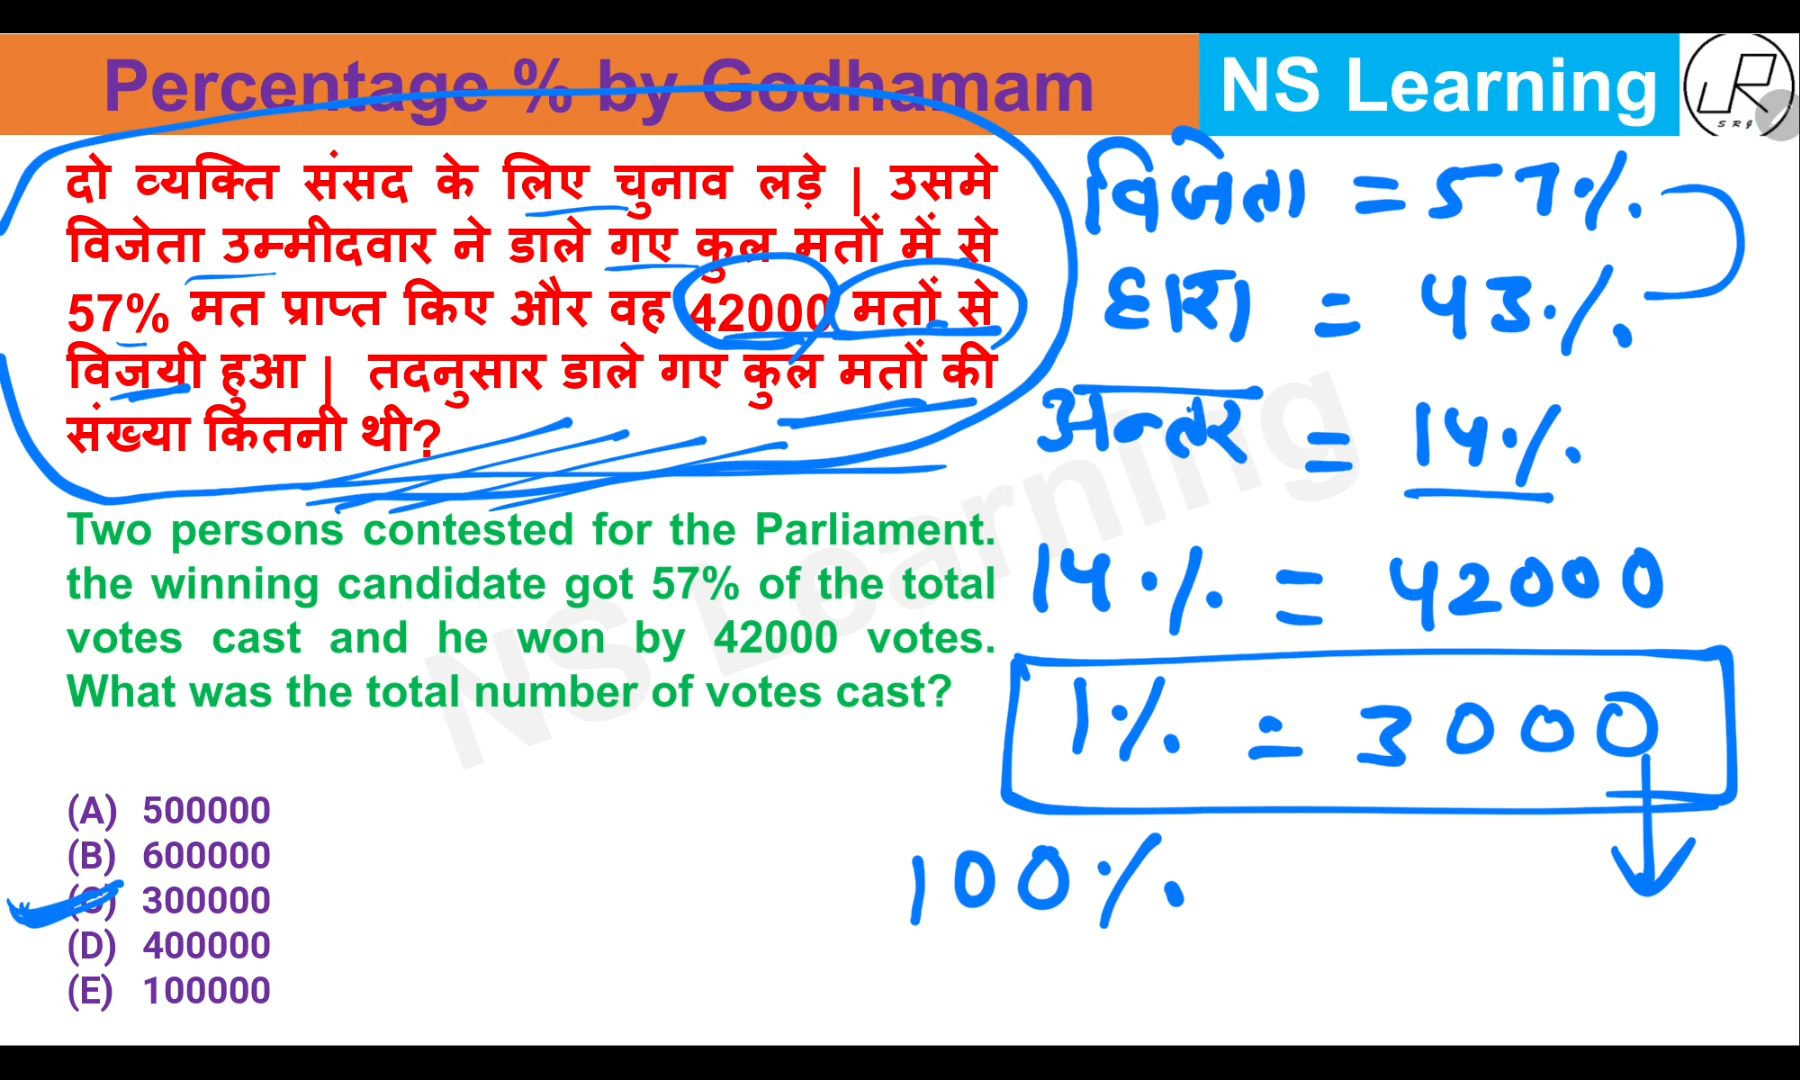 Percentage % by Godhamam
NS Learning
SRJ
दो व्यक्ति संसद के लिए चुनाव लड़े | उसमे
विजेता उम्मीदवार ने डाले गए कुल मतों में से
57% मत प्राप्त किए और वह 42000 मतों से
विजयी हुआ | तदनुसार डाले गए कुल मतों की
संख्या कितनी थी?
Two persons contested for the Parliament.
the winning candidate got 57% of the total
votes cast and he won by 42000 votes.
What was the total number of votes cast?
(A) 500000
(B) 600000
(C) 300000
(D) 400000
(E) 100000
विजेता = 57%
हारा = 43%
अन्तर = 14%
14% = 42000
1% = 3000
100%
NS Learning